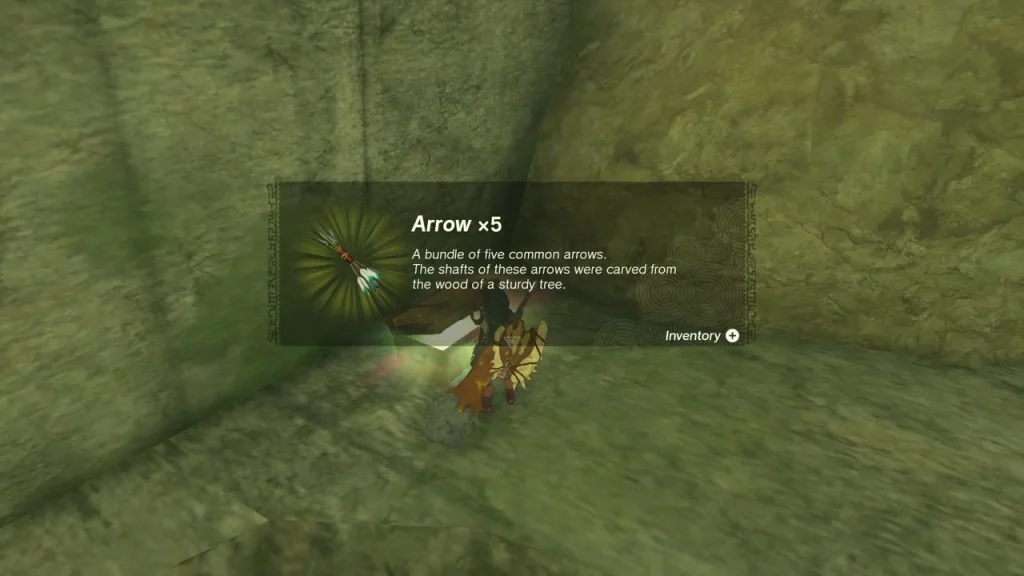 Arrow ×5
A bundle of five common arrows.
The shafts of these arrows were carved from
the wood of a sturdy tree.
Inventory +